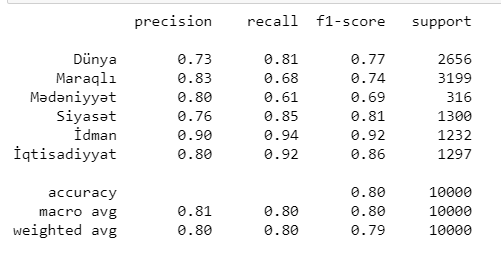 precision recall f1-score support
Dünya 0.73 0.81 0.77 2656
Maraqlı 0.83 0.68 0.74 3199
Mədəniyyət 0.80 0.61 0.69 316
Siyasət 0.76 0.85 0.81 1300
İdman 0.90 0.94 0.92 1232
İqtisadiyyat 0.80 0.92 0.86 1297
accuracy 0.80 10000
macro avg 0.81 0.80 0.80 10000
weighted avg 0.80 0.80 0.79 10000